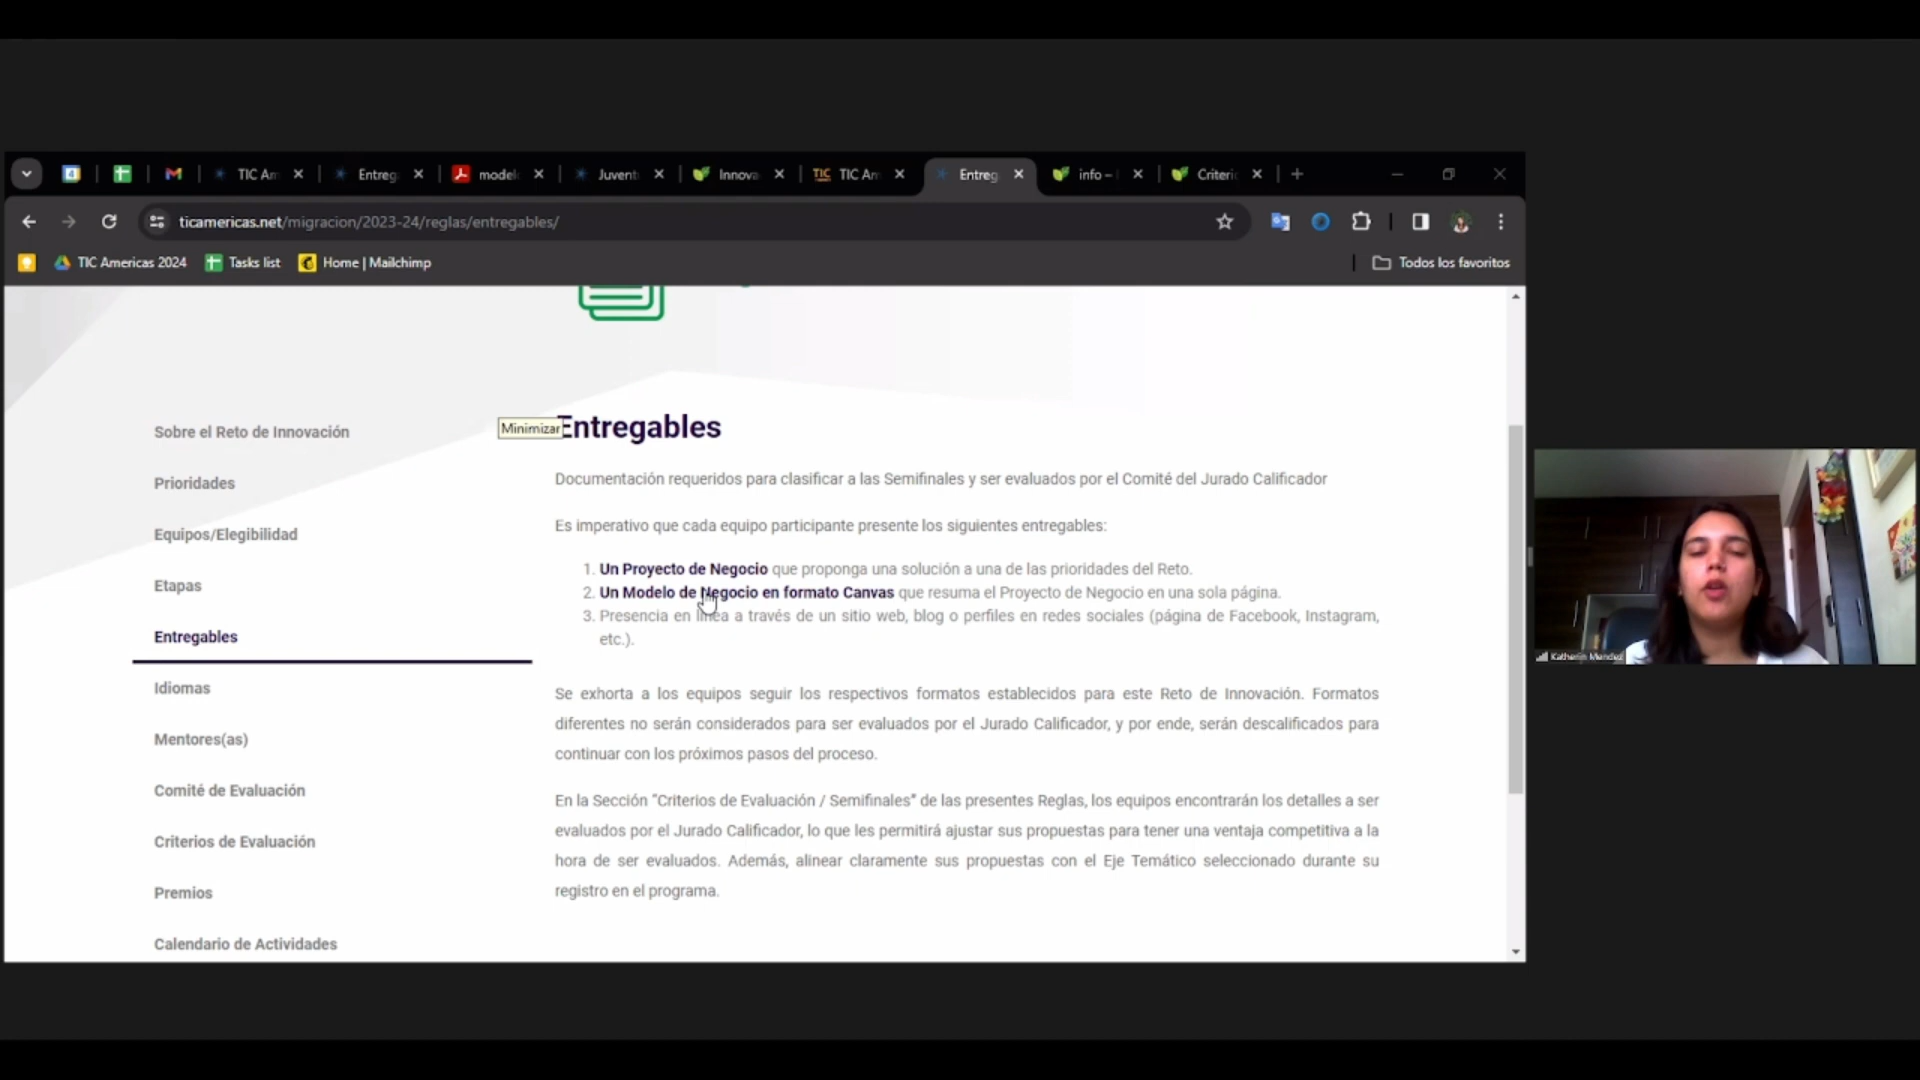 TIC Am
Entreg
model
Juvent
Innova
TIC TIC Am
Entreg
info –
Criteri
ticamericas.net/migracion/2023-24/reglas/entregables/
TIC Americas 2024
Tasks list
Home | Mailchimp
Todos los favoritos
Sobre el Reto de Innovación
Prioridades
Equipos/Elegibilidad
Etapas
Entregables
Idiomas
Mentores(as)
Comité de Evaluación
Criterios de Evaluación
Premios
Calendario de Actividades
Minimizar
Entregables
Documentación requeridos para clasificar a las Semifinales y ser evaluados por el Comité del Jurado Calificador
Es imperativo que cada equipo participante presente los siguientes entregables:
1. Un Proyecto de Negocio que proponga una solución a una de las prioridades del Reto.
2. Un Modelo de Negocio en formato Canvas que resuma el Proyecto de Negocio en una sola página.
3. Presencia en línea a través de un sitio web, blog o perfiles en redes sociales (página de Facebook, Instagram,
etc.).
Se exhorta a los equipos seguir los respectivos formatos establecidos para este Reto de Innovación. Formatos
diferentes no serán considerados para ser evaluados por el Jurado Calificador, y por ende, serán descalificados para
continuar con los próximos pasos del proceso.
En la Sección "Criterios de Evaluación / Semifinales" de las presentes Reglas, los equipos encontrarán los detalles a ser
evaluados por el Jurado Calificador, lo que les permitirá ajustar sus propuestas para tener una ventaja competitiva a la
hora de ser evaluados. Además, alinear claramente sus propuestas con el Eje Temático seleccionado durante su
registro en el programa.
Katherin Mendez